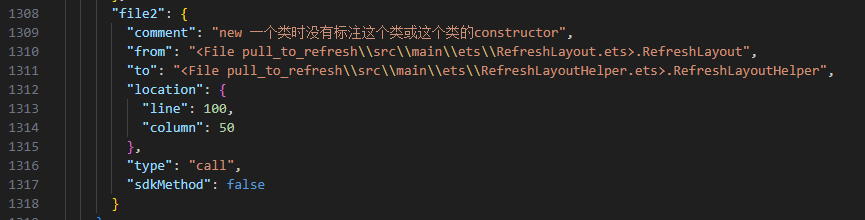 1308 "file2": {
1309 "comment": "new 一个类时没有标注这个类或这个类的constructor",
1310 "from": "<File pull_to_refresh\\src\\main\\ets\\RefreshLayout.ets>.RefreshLayout",
1311 "to": "<File pull_to_refresh\\src\\main\\ets\\RefreshLayoutHelper.ets>.RefreshLayoutHelper",
1312 "location": {
1313 "line": 100,
1314 "column": 50
1315 },
1316 "type": "call",
1317 "sdkMethod": false
1318 }